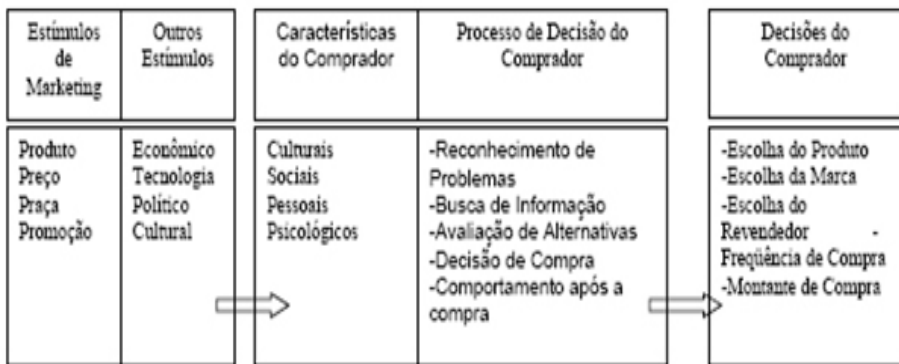 Estímulos
de
Marketing
Outros
Estímulos
Características
do Comprador
Processo de Decisão do
Comprador
Decisões do
Comprador
Produto
Preço
Praça
Promoção
Econômico
Tecnologia
Político
Cultural
Culturais
Sociais
Pessoais
Psicológicos
-Reconhecimento de
Problemas
-Busca de Informação
-Avaliação de Alternativas
-Decisão de Compra
-Comportamento após a
compra
-Escolha do Produto
-Escolha da Marca
-Escolha do
Revendedor -
Freqüência de Compra
-Montante de Compra